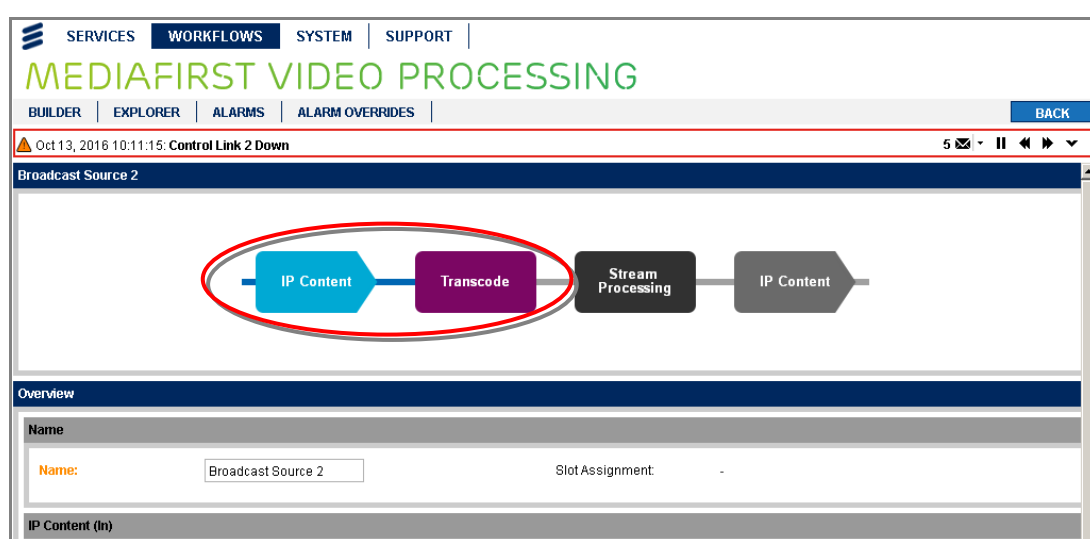 SERVICES WORKFLOWS SYSTEM SUPPORT
MEDIAFIRST VIDEO PROCESSING
BUILDER EXPLORER ALARMS ALARM OVERRIDES BACK
Oct 13, 2016 10:11:15: Control Link 2 Down 5
Broadcast Source 2
IP Content Transcode Stream Processing IP Content
Overview
Name
Name: Broadcast Source 2 Slot Assignment: -
IP Content (In)